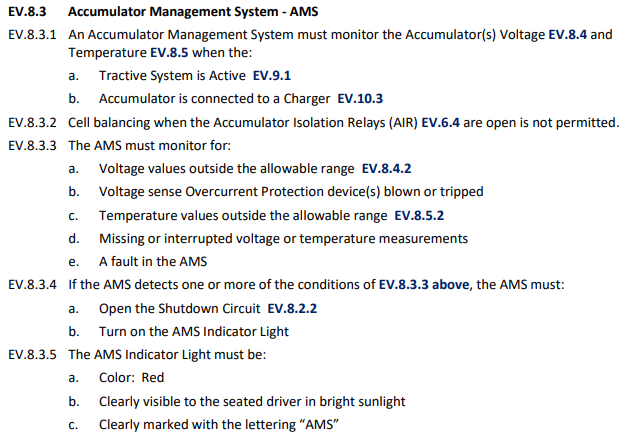 EV.8.3 Accumulator Management System - AMS
EV.8.3.1 An Accumulator Management System must monitor the Accumulator(s) Voltage EV.8.4 and
Temperature EV.8.5 when the:
a. Tractive System is Active EV.9.1
b. Accumulator is connected to a Charger EV.10.3
EV.8.3.2 Cell balancing when the Accumulator Isolation Relays (AIR) EV.6.4 are open is not permitted.
EV.8.3.3 The AMS must monitor for:
a. Voltage values outside the allowable range EV.8.4.2
b. Voltage sense Overcurrent Protection device(s) blown or tripped
c. Temperature values outside the allowable range EV.8.5.2
d. Missing or interrupted voltage or temperature measurements
e. A fault in the AMS
EV.8.3.4 If the AMS detects one or more of the conditions of EV.8.3.3 above, the AMS must:
a. Open the Shutdown Circuit EV.8.2.2
b. Turn on the AMS Indicator Light
EV.8.3.5 The AMS Indicator Light must be:
a. Color: Red
b. Clearly visible to the seated driver in bright sunlight
c. Clearly marked with the lettering “AMS”